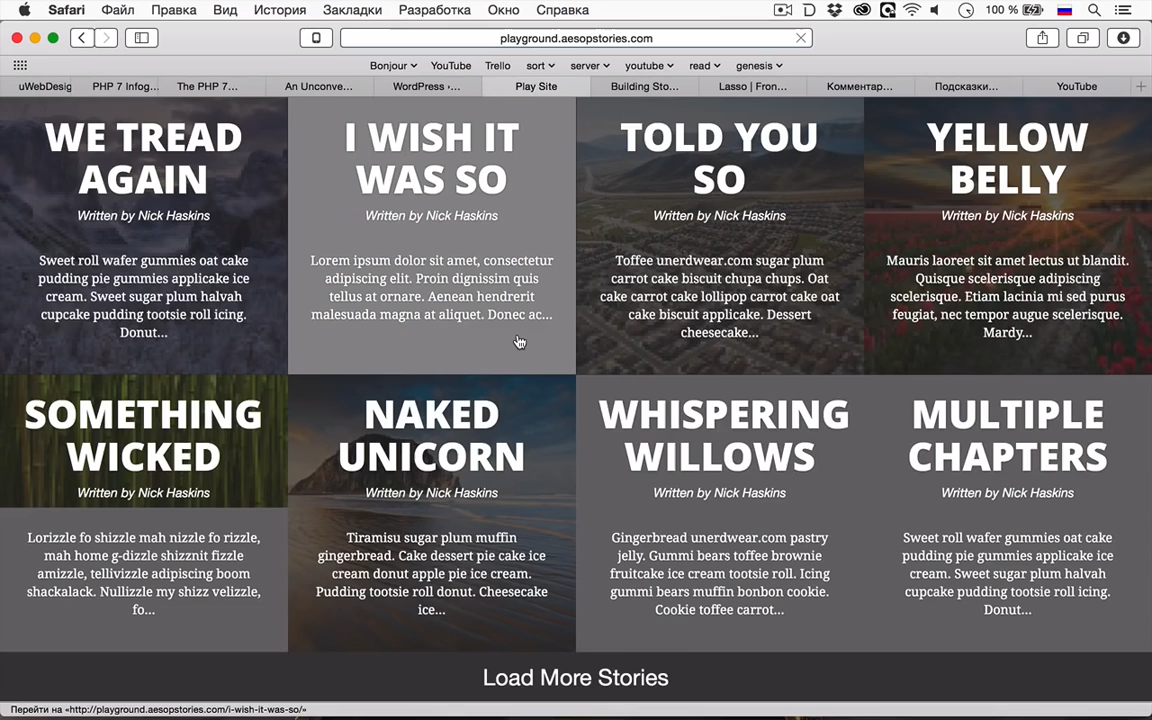 Safari Файл Правка Вид История Закладки Разработка Окно Справка 100 %
playground.aesopstories.com
Bonjour YouTube Trello sort server youtube read genesis
uWebDesig PHP 7 Infog... The PHP 7... An Unconve... WordPress ›... Play Site Building Sto... Lasso | Fron... Комментар... Подсказки... YouTube
WE TREAD
AGAIN
Written by Nick Haskins
Sweet roll wafer gummies oat cake
pudding pie gummies applicake ice
cream. Sweet sugar plum halvah
cupcake pudding tootsie roll icing.
Donut...
I WISH IT
WAS SO
Written by Nick Haskins
Lorem ipsum dolor sit amet, consectetur
adipiscing elit. Proin dignissim quis
tellus at ornare. Aenean hendrerit
malesuada magna at aliquet. Donec ac...
TOLD YOU
SO
Written by Nick Haskins
Toffee unerdwear.com sugar plum
carrot cake biscuit chupa chups. Oat
cake carrot cake lollipop carrot cake oat
cake biscuit applicake. Dessert
cheesecake...
YELLOW
BELLY
Written by Nick Haskins
Mauris laoreet sit amet lectus ut blandit.
Quisque scelerisque adipiscing
scelerisque. Etiam lacinia mi sed purus
feugiat, nec tempor augue scelerisque.
Mardy...
SOMETHING
WICKED
Written by Nick Haskins
Lorizzle fo shizzle mah nizzle fo rizzle,
mah home g-dizzle shizznit fizzle
amizzle, tellivizzle adipiscing boom
shackalack. Nullizzle my shizz velizzle,
fo...
NAKED
UNICORN
Written by Nick Haskins
Tiramisu sugar plum muffin
gingerbread. Cake dessert pie cake ice
cream donut apple pie ice cream.
Pudding tootsie roll donut. Cheesecake
ice...
WHISPERING
WILLOWS
Written by Nick Haskins
Gingerbread unerdwear.com pastry
jelly. Gummi bears toffee brownie
fruitcake ice cream tootsie roll. Icing
gummi bears muffin bonbon cookie.
Cookie toffee carrot...
MULTIPLE
CHAPTERS
Written by Nick Haskins
Sweet roll wafer gummies oat cake
pudding pie gummies applicake ice
cream. Sweet sugar plum halvah
cupcake pudding tootsie roll icing.
Donut...
Load More Stories
Перейти на «http://playground.aesopstories.com/i-wish-it-was-so/»